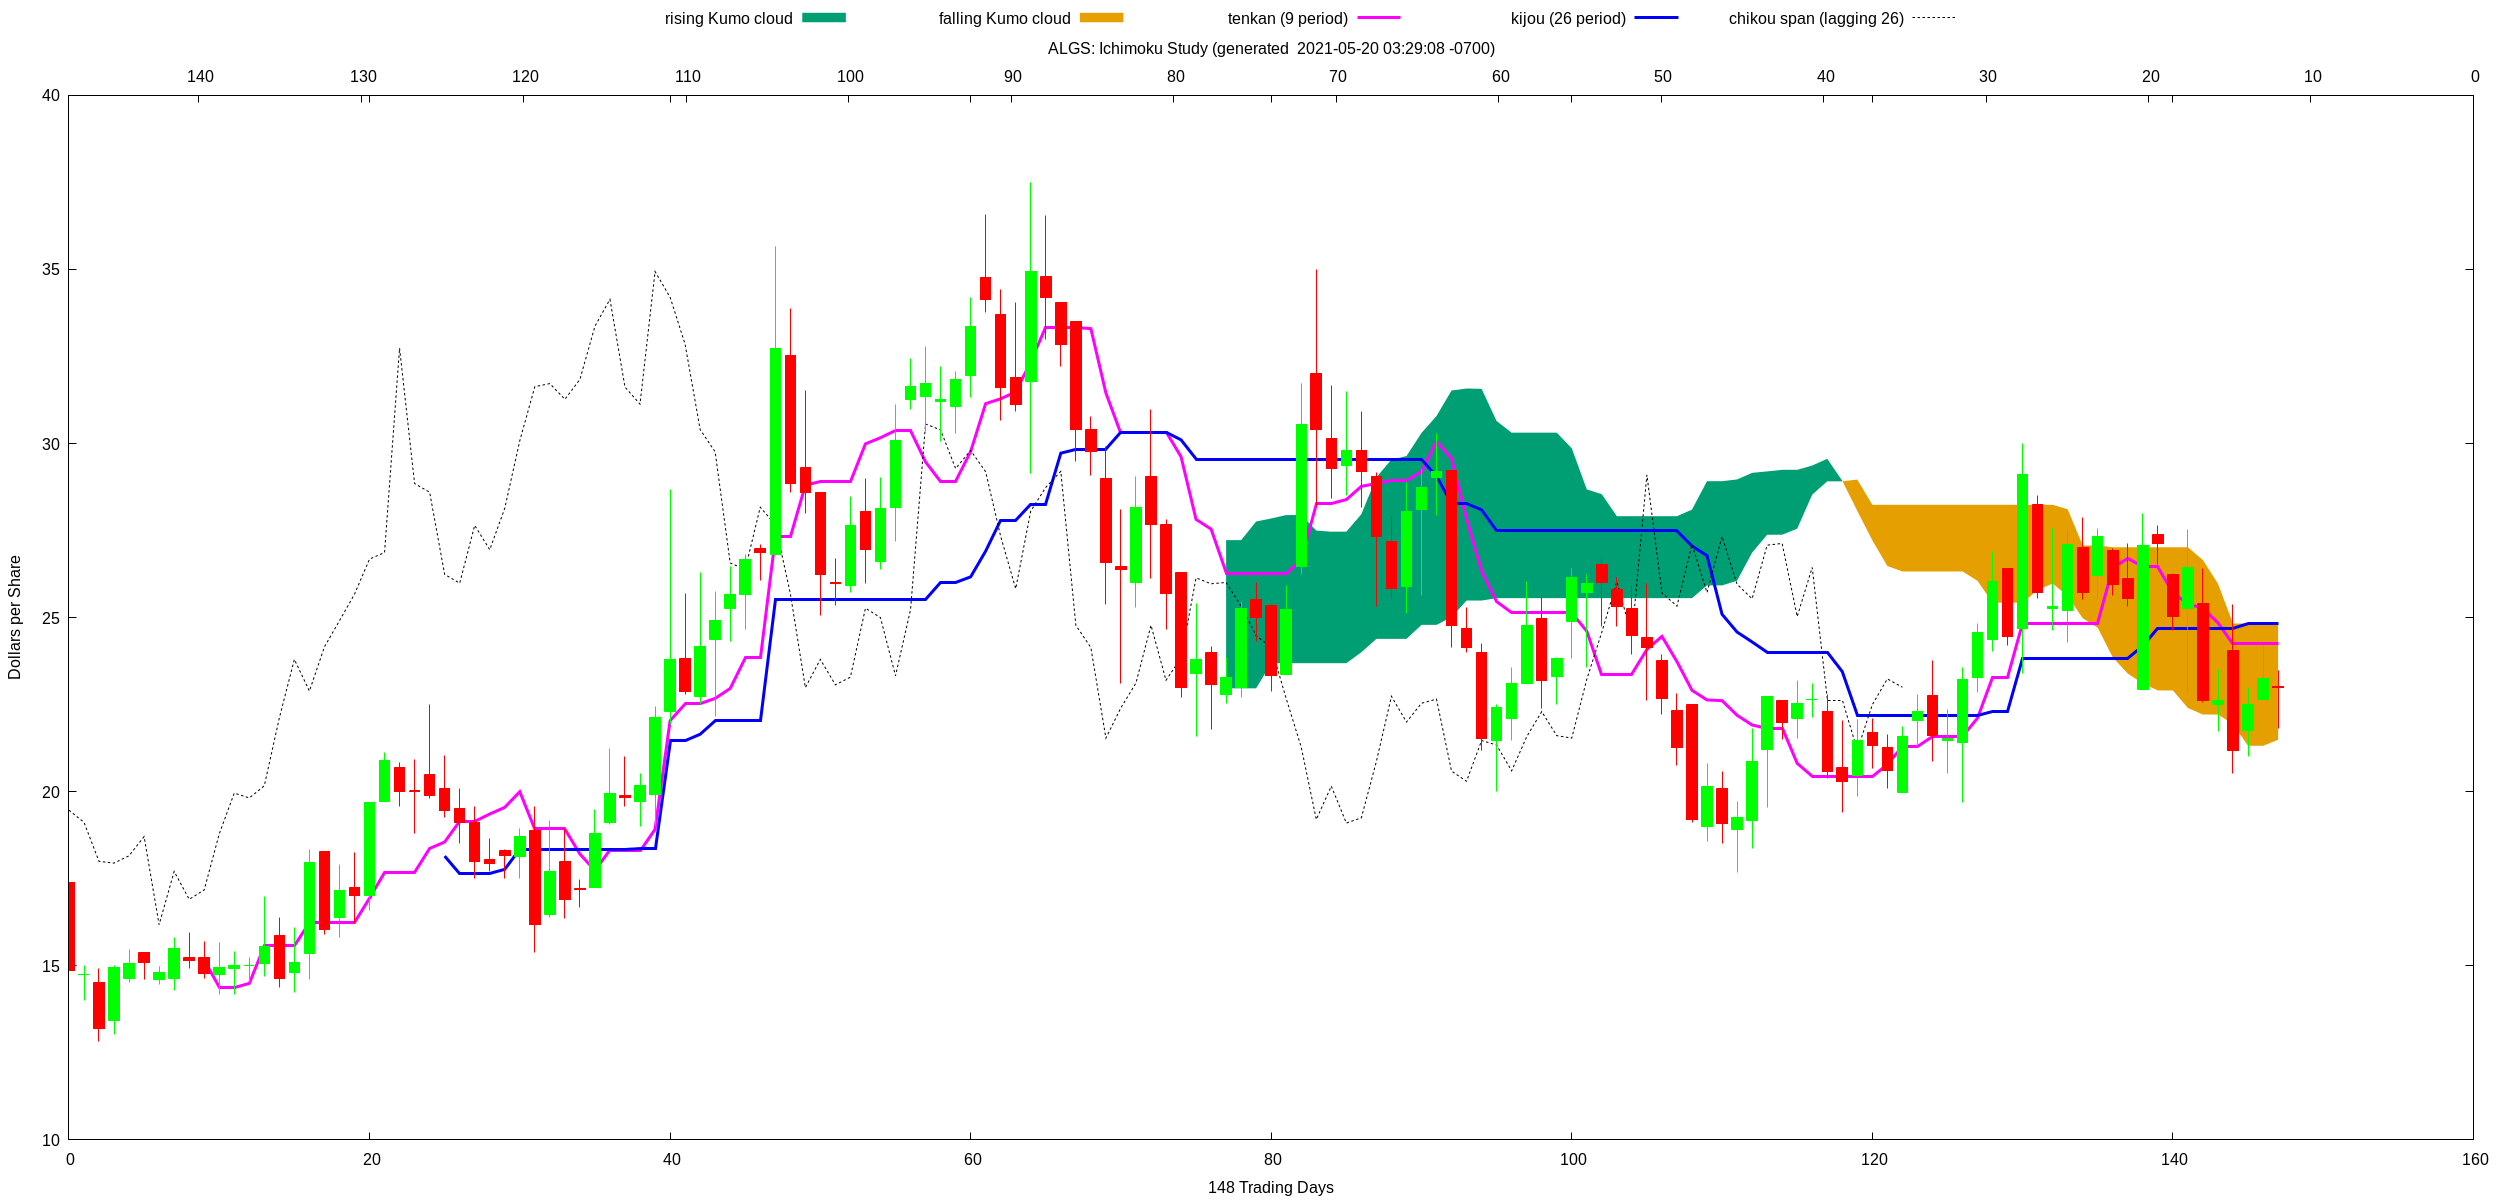 rising Kumo cloud falling Kumo cloud tenkan (9 period) kijou (26 period) chikou span (lagging 26)
ALGS: Ichimoku Study (generated  2021-05-20 03:29:08 -0700)
140 130 120 110 100 90 80 70 60 50 40 30 20 10 0
40
35
30
25
20
15
10
Dollars per Share
0 20 40 60 80 100 120 140 160
148 Trading Days